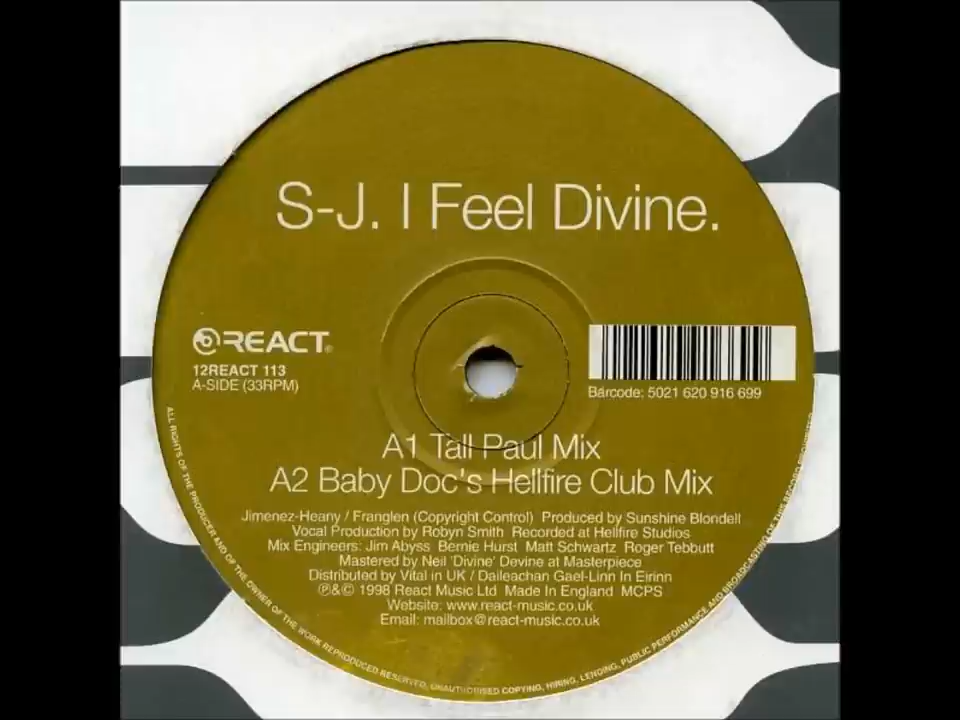 S-J. I Feel Divine.
REACT®
12REACT 113
A-SIDE (33RPM)
Barcode: 5021 620 916 699
A1 Tall Paul Mix
A2 Baby Doc's Hellfire Club Mix
Jimenez-Heany / Franglen (Copyright Control) Produced by Sunshine Blondell
Vocal Production by Robyn Smith Recorded at Hellfire Studios
Mix Engineers: Jim Abyss Bernie Hurst Matt Schwartz Roger Tebbutt
Mastered by Neil 'Divine' Devine at Masterpiece
Distributed by Vital in UK / Daileachan Gael-Linn In Eirinn
℗&© 1998 React Music Ltd Made In England MCPS
Website: www.react-music.co.uk
Email: mailbox@react-music.co.uk
ALL RIGHTS OF THE PRODUCER AND OF THE OWNER OF THE WORK REPRODUCED RESERVED. UNAUTHORISED COPYING, HIRING, LENDING, PUBLIC PERFORMANCE AND BROADCASTING OF THIS RECORD PROHIBITED